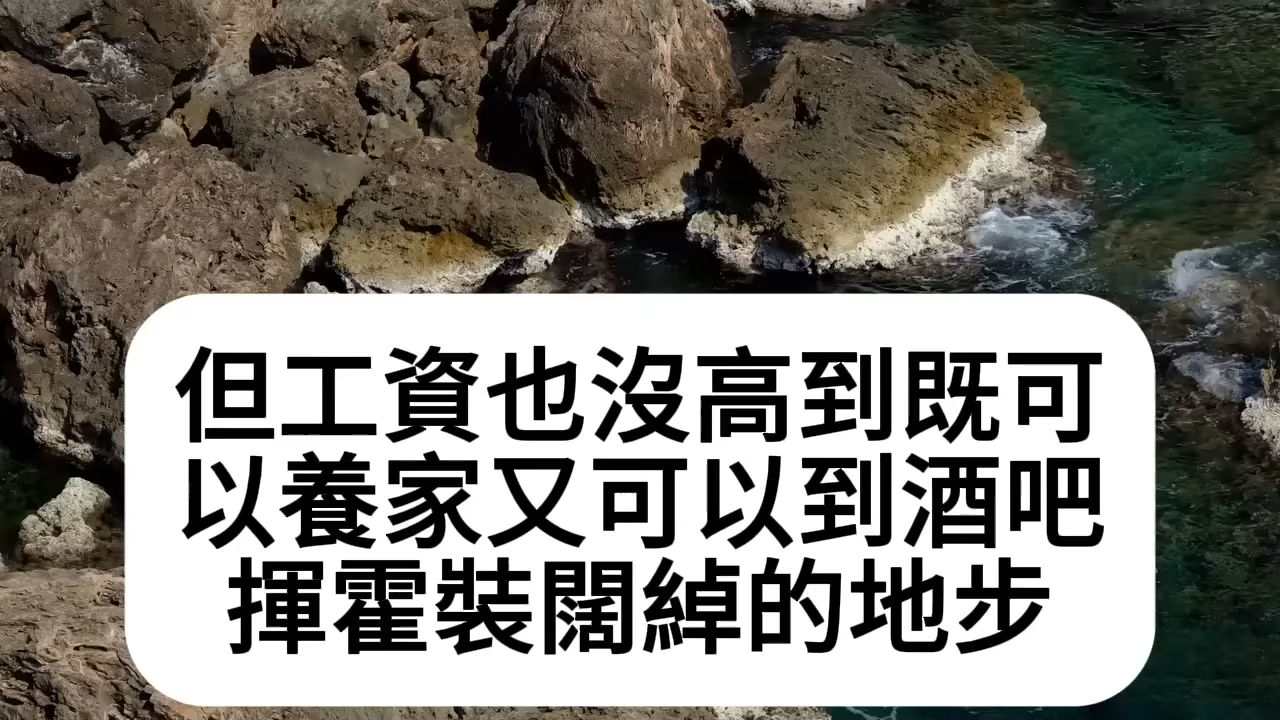 但工資也沒高到既可
以養家又可以到酒吧
揮霍裝闊綽的地步